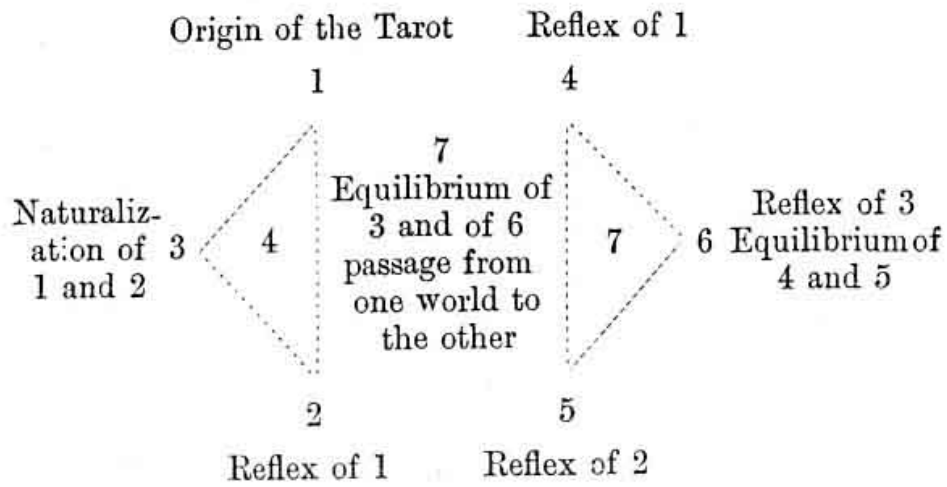 Origin of the Tarot
Reflex of 1
1
4
7
Equilibrium of
3 and of 6
passage from
one world to
the other
Naturaliz-
ation of
1 and 2
3
4
7
6
Reflex of 3
Equilibrium of
4 and 5
2
5
Reflex of 1
Reflex of 2